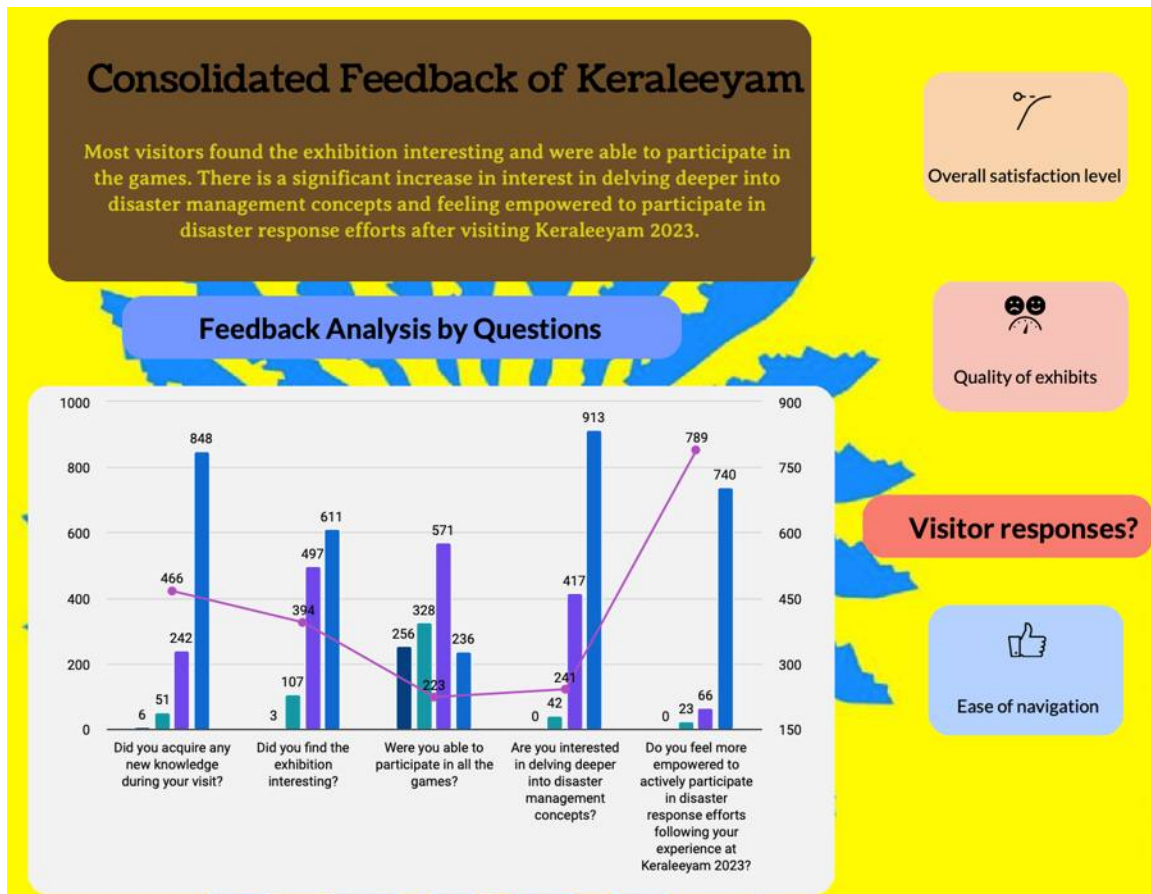 Consolidated Feedback of Keraleeyam
Most visitors found the exhibition interesting and were able to participate in
the games. There is a significant increase in interest in delving deeper into
disaster management concepts and feeling empowered to participate in
disaster response efforts after visiting Keraleeyam 2023.
Overall satisfaction level
Feedback Analysis by Questions
Quality of exhibits
1000
800
600
400
200
0
900
750
600
450
300
150
466
6
51
242
848
394
3
107
497
611
223
256
328
571
236
241
0
42
417
913
789
0
23
66
740
Did you acquire any
new knowledge
during your visit?
Did you find the
exhibition
interesting?
Were you able to
participate in all the
games?
Are you interested
in delving deeper
into disaster
management
concepts?
Do you feel more
empowered to
actively participate
in disaster
response efforts
following your
experience at
Keraleeyam 2023?
Visitor responses?
Ease of navigation